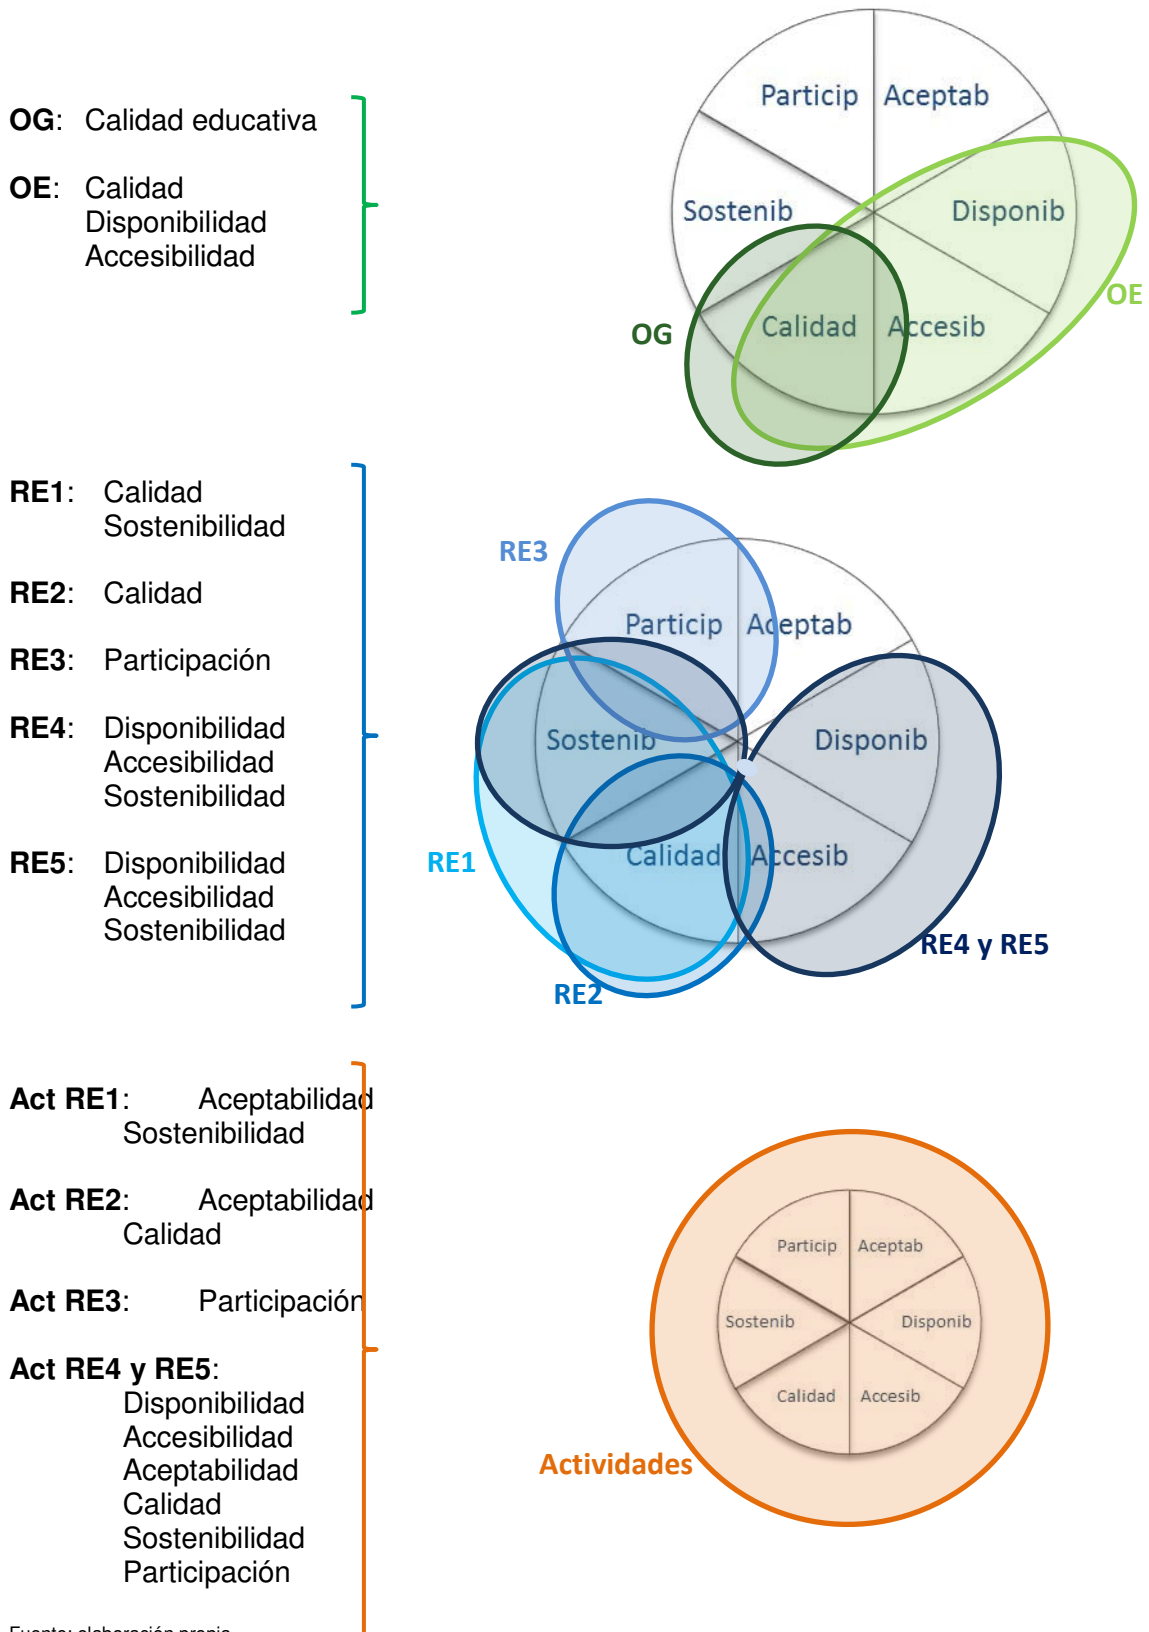 OG: Calidad educativa
OE: Calidad
Disponibilidad
Accesibilidad
Particip
Aceptab
Sostenib
Disponib
Calidad
Accesib
OG
OE
RE1: Calidad
Sostenibilidad
RE2: Calidad
RE3: Participación
RE4: Disponibilidad
Accesibilidad
Sostenibilidad
RE5: Disponibilidad
Accesibilidad
Sostenibilidad
RE3
Particip
Aceptab
Sostenib
Disponib
Calidad
Accesib
RE1
RE2
RE4 y RE5
Act RE1: Aceptabilidad
Sostenibilidad
Act RE2: Aceptabilidad
Calidad
Act RE3: Participación
Act RE4 y RE5:
Disponibilidad
Accesibilidad
Aceptabilidad
Calidad
Sostenibilidad
Participación
Particip
Aceptab
Sostenib
Disponib
Calidad
Accesib
Actividades
Fuente: elaboración propia